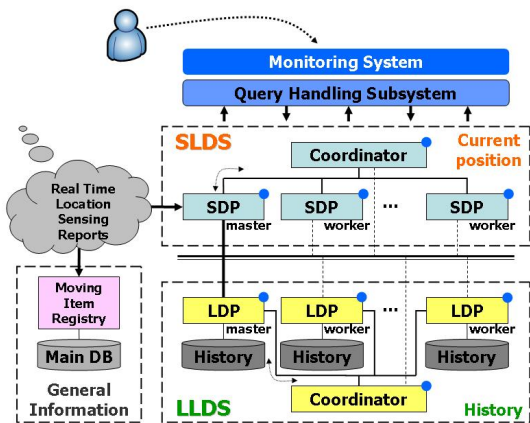 Monitoring System
Query Handling Subsystem
SLDS
Current
position
Coordinator
Real Time
Location
Sensing
Reports
SDP
master
SDP
worker
...
SDP
worker
Moving
Item
Registry
Main DB
General
Information
LDP
master
LDP
worker
...
LDP
worker
History
History
History
Coordinator
LLDS
History